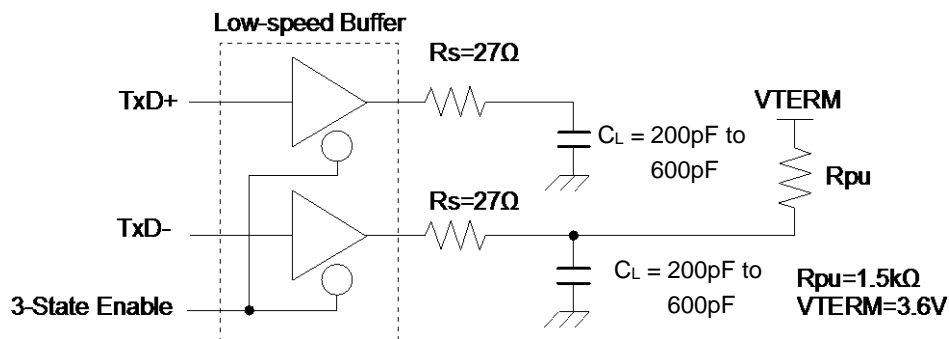 Low-speed Buffer
Rs=27Ω
TxD+
VTERM
CL = 200pF to
600pF
Rpu
Rs=27Ω
TxD-
CL = 200pF to
600pF
Rpu=1.5kΩ
VTERM=3.6V
3-State Enable